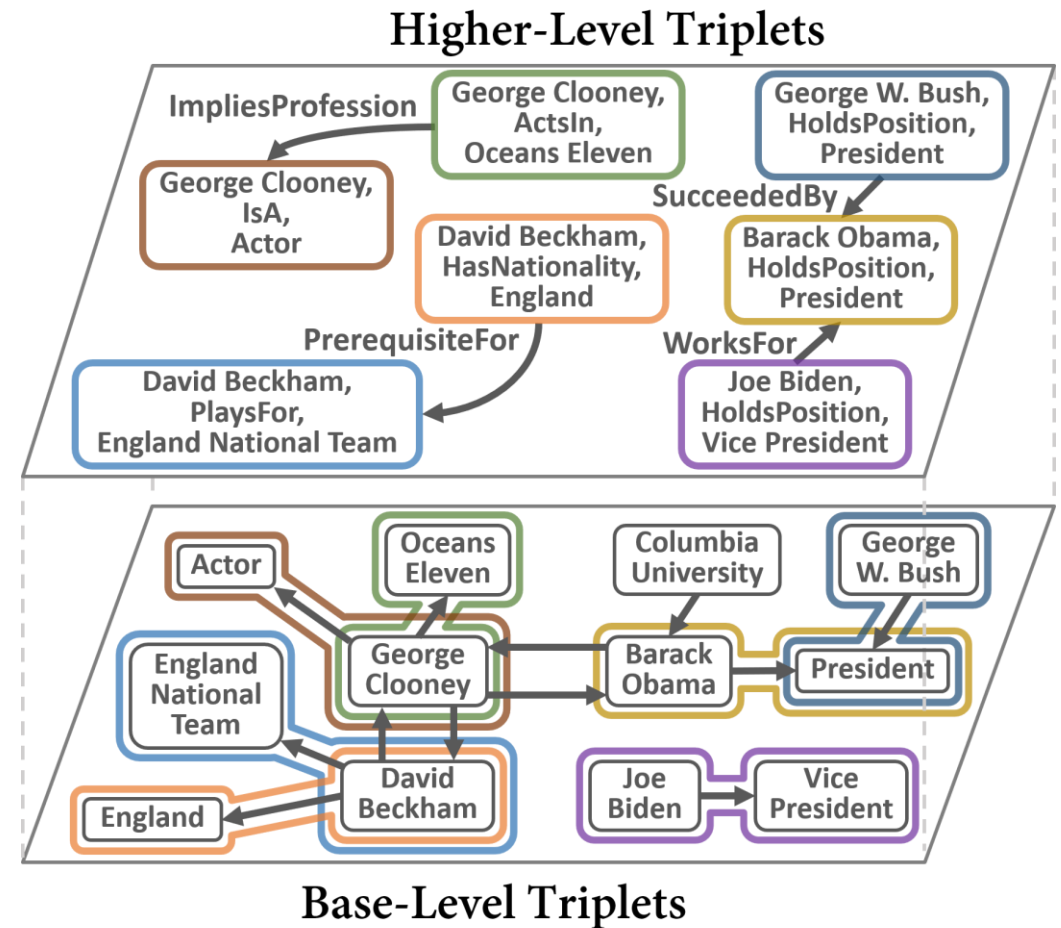 Higher-Level Triplets
ImpliesProfession
George Clooney,
ActsIn,
Oceans Eleven
George W. Bush,
HoldsPosition,
President
George Clooney,
IsA,
Actor
SucceededBy
David Beckham,
HasNationality,
England
Barack Obama,
HoldsPosition,
President
PrerequisiteFor
WorksFor
David Beckham,
PlaysFor,
England National Team
Joe Biden,
HoldsPosition,
Vice President
Actor
Oceans
Eleven
Columbia
University
George
W. Bush
England
National
Team
George
Clooney
Barack
Obama
President
England
David
Beckham
Joe
Biden
Vice
President
Base-Level Triplets